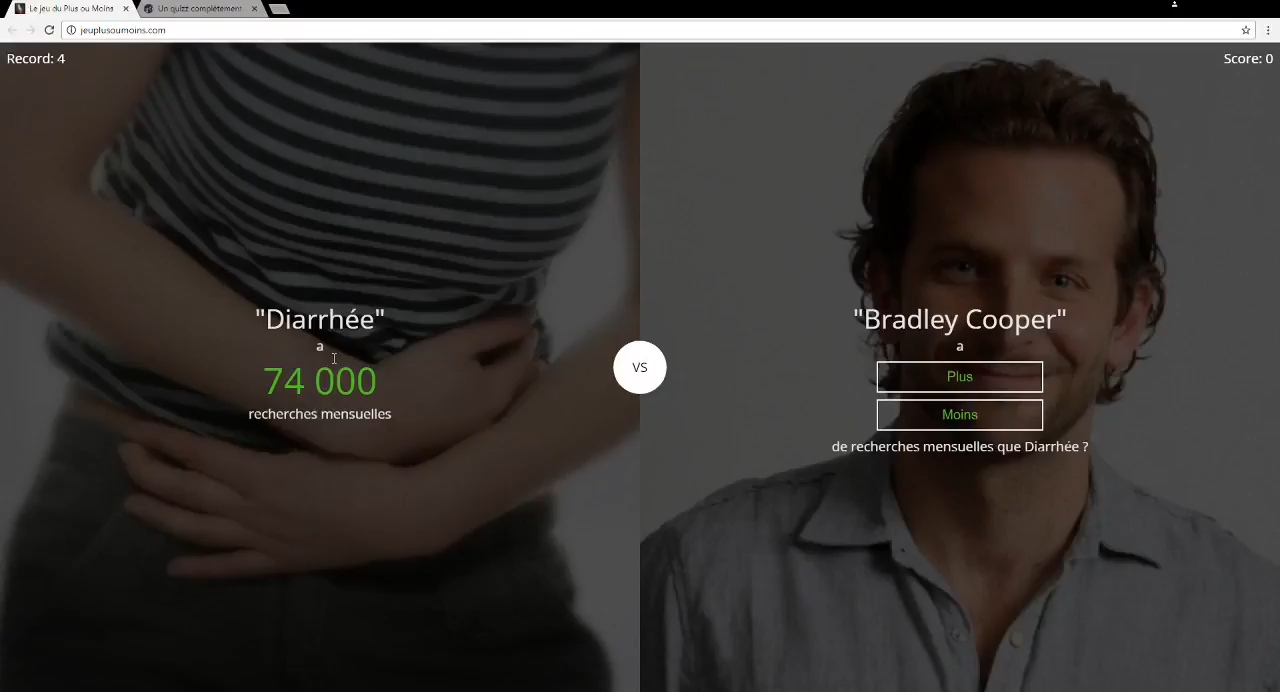 Le jeu du Plus ou Moins
Un quizz complètement
jeuplusoumoins.com
Record: 4
Score: 0
"Diarrhée"
a
74 000
recherches mensuelles
VS
"Bradley Cooper"
a
Plus
Moins
de recherches mensuelles que Diarrhée ?